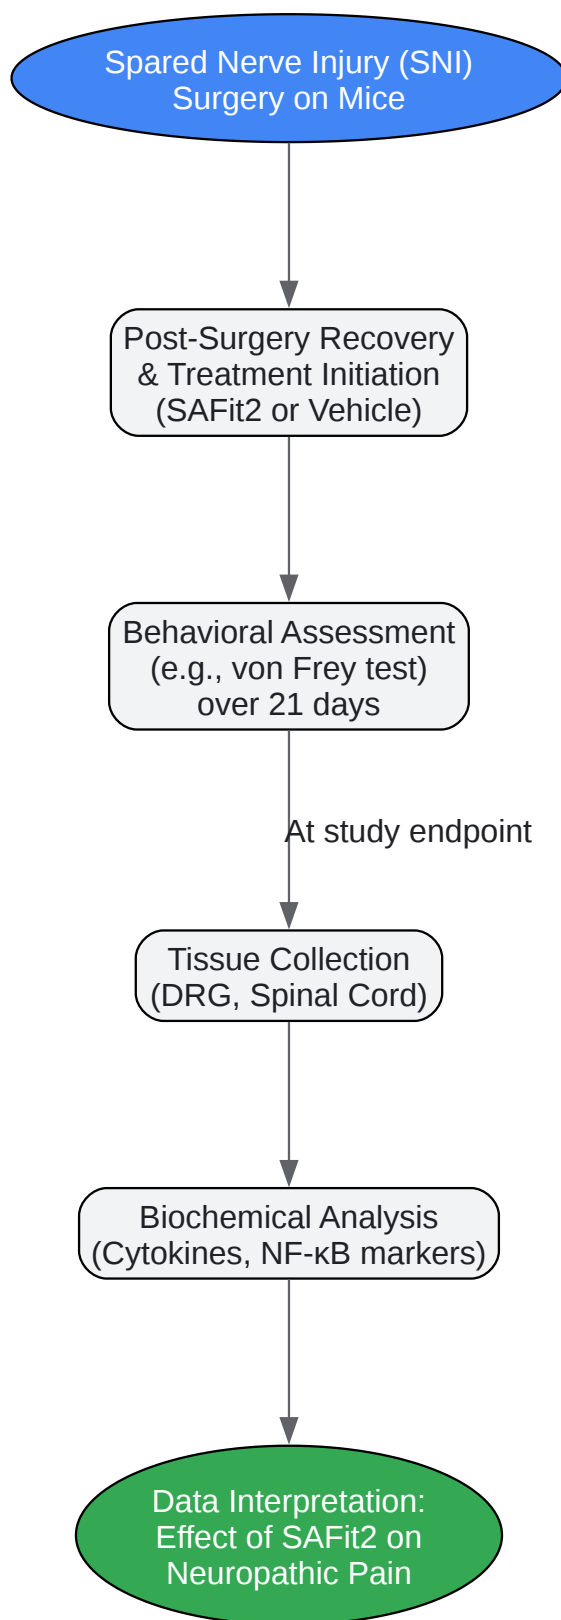 Spared Nerve Injury (SNI)
Surgery on Mice
Post-Surgery Recovery
& Treatment Initiation
(SAFit2 or Vehicle)
Behavioral Assessment
(e.g., von Frey test)
over 21 days
At study endpoint
Tissue Collection
(DRG, Spinal Cord)
Biochemical Analysis
(Cytokines, NF-κB markers)
Data Interpretation:
Effect of SAFit2 on
Neuropathic Pain